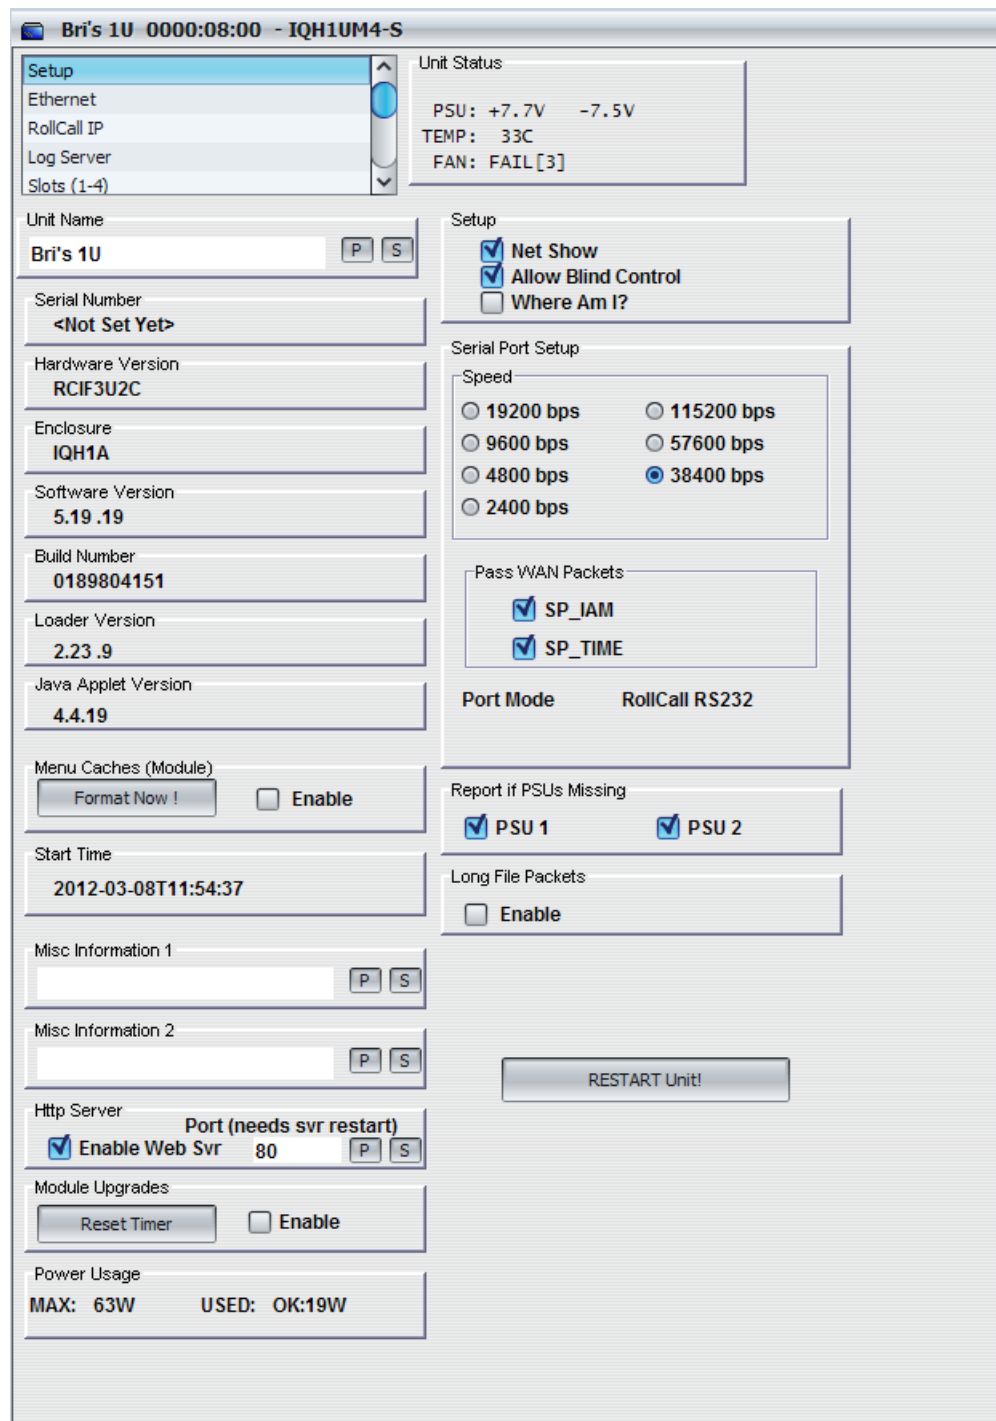 Bri's 1U 0000:08:00 - IQH1UM4-S
Setup
Ethernet
RollCall IP
Log Server
Slots (1-4)
Unit Status
PSU: +7.7V -7.5V
TEMP: 33C
FAN: FAIL[3]
Unit Name
Bri's 1U P S
Serial Number
<Not Set Yet>
Hardware Version
RCIF3U2C
Enclosure
IQH1A
Software Version
5.19 .19
Build Number
0189804151
Loader Version
2.23 .9
Java Applet Version
4.4.19
Menu Caches (Module)
Format Now ! Enable
Start Time
2012-03-08T11:54:37
Misc Information 1
P S
Misc Information 2
P S
Http Server
Port (needs svr restart)
Enable Web Svr 80 P S
Module Upgrades
Reset Timer Enable
Power Usage
MAX: 63W USED: OK:19W
Setup
Net Show
Allow Blind Control
Where Am I?
Serial Port Setup
Speed
19200 bps 115200 bps
9600 bps 57600 bps
4800 bps 38400 bps
2400 bps
Pass WAN Packets
SP_IAM
SP_TIME
Port Mode RollCall RS232
Report if PSUs Missing
PSU 1 PSU 2
Long File Packets
Enable
RESTART Unit!